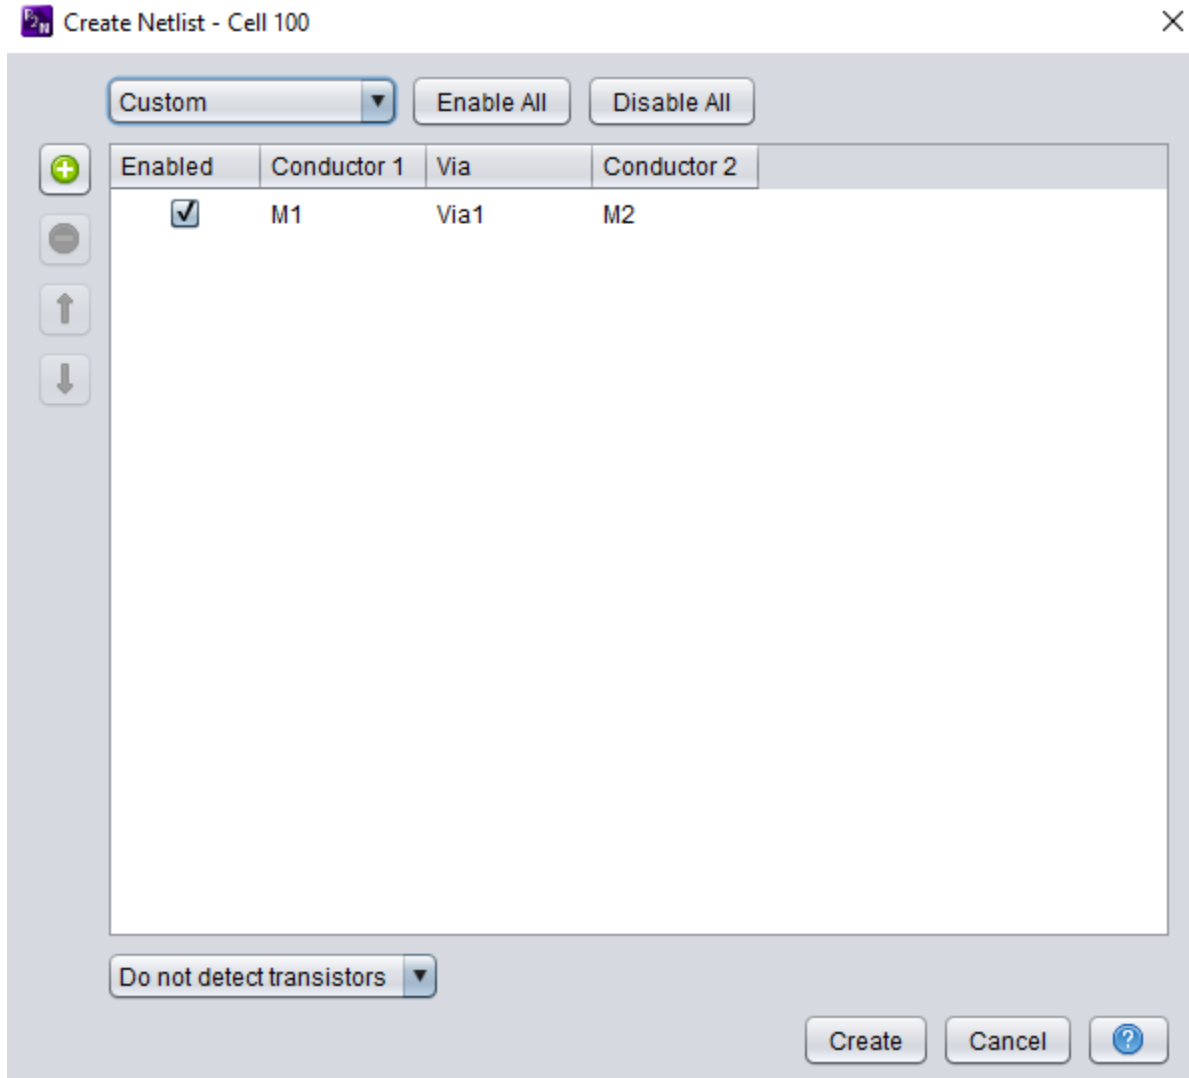 Create Netlist - Cell 100
Custom Enable All Disable All
Enabled Conductor 1 Via Conductor 2
M1 Via1 M2
Do not detect transistors
Create Cancel